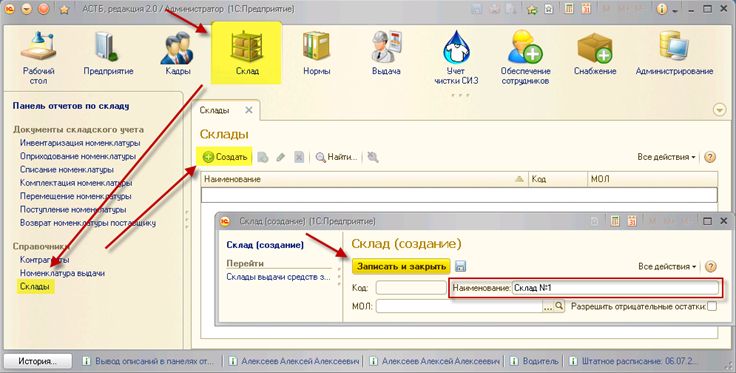 АСТБ, редакция 2.0 / Администратор (1С:Предприятие)
M M+ M-
Рабочий стол
Предприятие
Кадры
Склад
Нормы
Выдача
Учет чистки СИЗ
Обеспечение сотрудников
Снабжение
Администрирование
Панель отчетов по складу
Документы складского учета
Инвентаризация номенклатуры
Оприходование номенклатуры
Списание номенклатуры
Комплектация номенклатуры
Перемещение номенклатуры
Поступление номенклатуры
Возврат номенклатуры поставщику
Справочники
Контрагенты
Номенклатура выдачи
Склады
Склады
Склады
Создать
Найти...
Все действия
Наименование
Код
МОЛ
Склад (создание) (1С:Предприятие)
M M+ M-
Склад (создание)
Перейти
Склады выдачи средств з...
Склад (создание)
Записать и закрыть
Все действия
Код:
Наименование: Склад №1
МОЛ:
... Q
Разрешить отрицательные остатки:
История...
Вывод описаний в панелях от...
Алексеев Алексей Алексеевич
Алексеев Алексей Алексеевич
Водитель
Штатное расписание: 06.07.2...